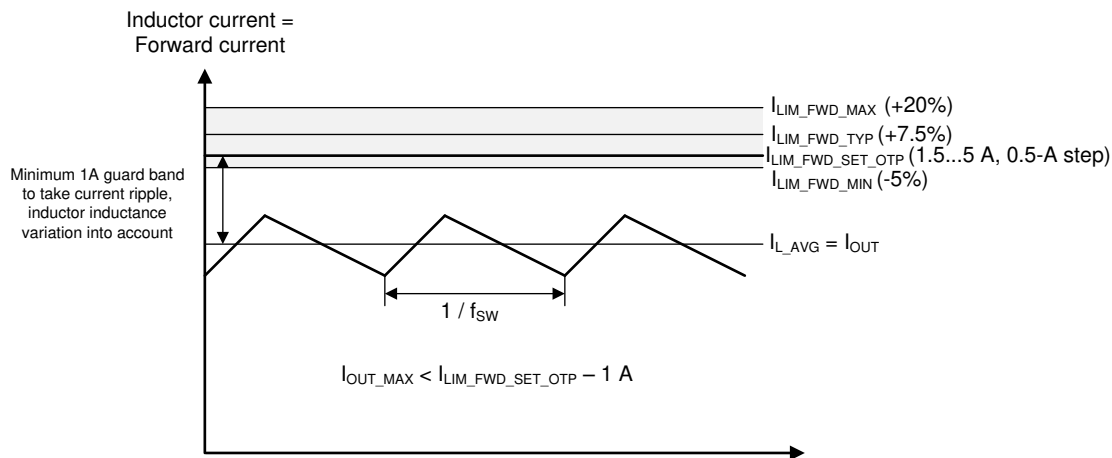 Inductor current =
Forward current
I_LIM_FWD_MAX (+20%)
I_LIM_FWD_TYP (+7.5%)
I_LIM_FWD_SET_OTP (1.5...5 A, 0.5-A step)
I_LIM_FWD_MIN (-5%)
Minimum 1A guard band
to take current ripple,
inductor inductance
variation into account
I_L_AVG = I_OUT
1 / f_SW
I_OUT_MAX < I_LIM_FWD_SET_OTP – 1 A